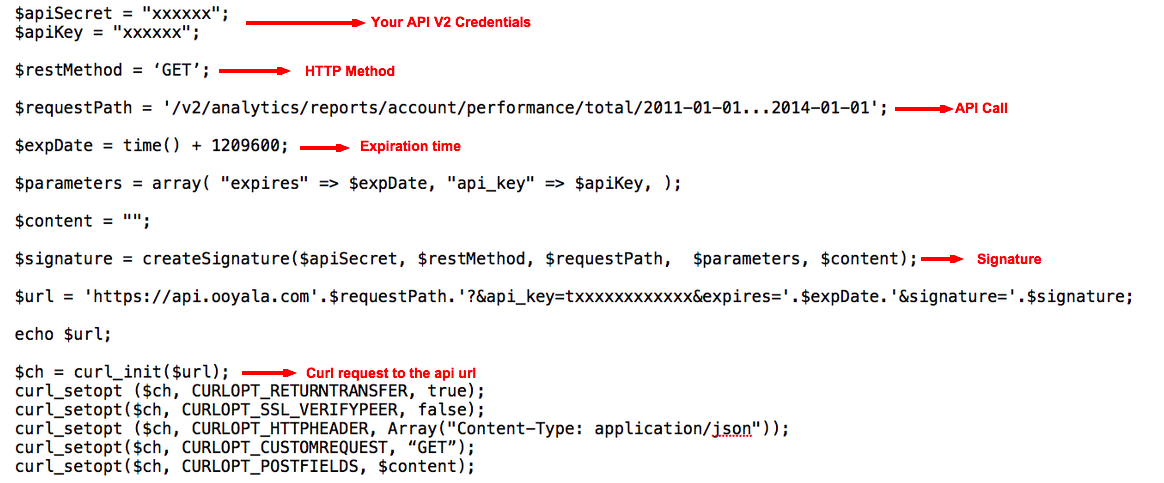 $apiSecret = "xxxxxx";
Your API V2 Credentials
$apiKey = "xxxxxx";
$restMethod = ‘GET’; HTTP Method
$requestPath = '/v2/analytics/reports/account/performance/total/2011-01-01...2014-01-01'; API Call
$expDate = time() + 1209600; Expiration time
$parameters = array( "expires" => $expDate, "api_key" => $apiKey, );
$content = "";
$signature = createSignature($apiSecret, $restMethod, $requestPath,  $parameters, $content); Signature
$url = 'https://api.ooyala.com'.$requestPath.'?&api_key=txxxxxxxxxxxx&expires='.$expDate.'&signature='.$signature;
echo $url;
$ch = curl_init($url); Curl request to the api url
curl_setopt ($ch, CURLOPT_RETURNTRANSFER, true);
curl_setopt($ch, CURLOPT_SSL_VERIFYPEER, false);
curl_setopt ($ch, CURLOPT_HTTPHEADER, Array("Content-Type: application/json"));
curl_setopt($ch, CURLOPT_CUSTOMREQUEST, “GET”);
curl_setopt($ch, CURLOPT_POSTFIELDS, $content);